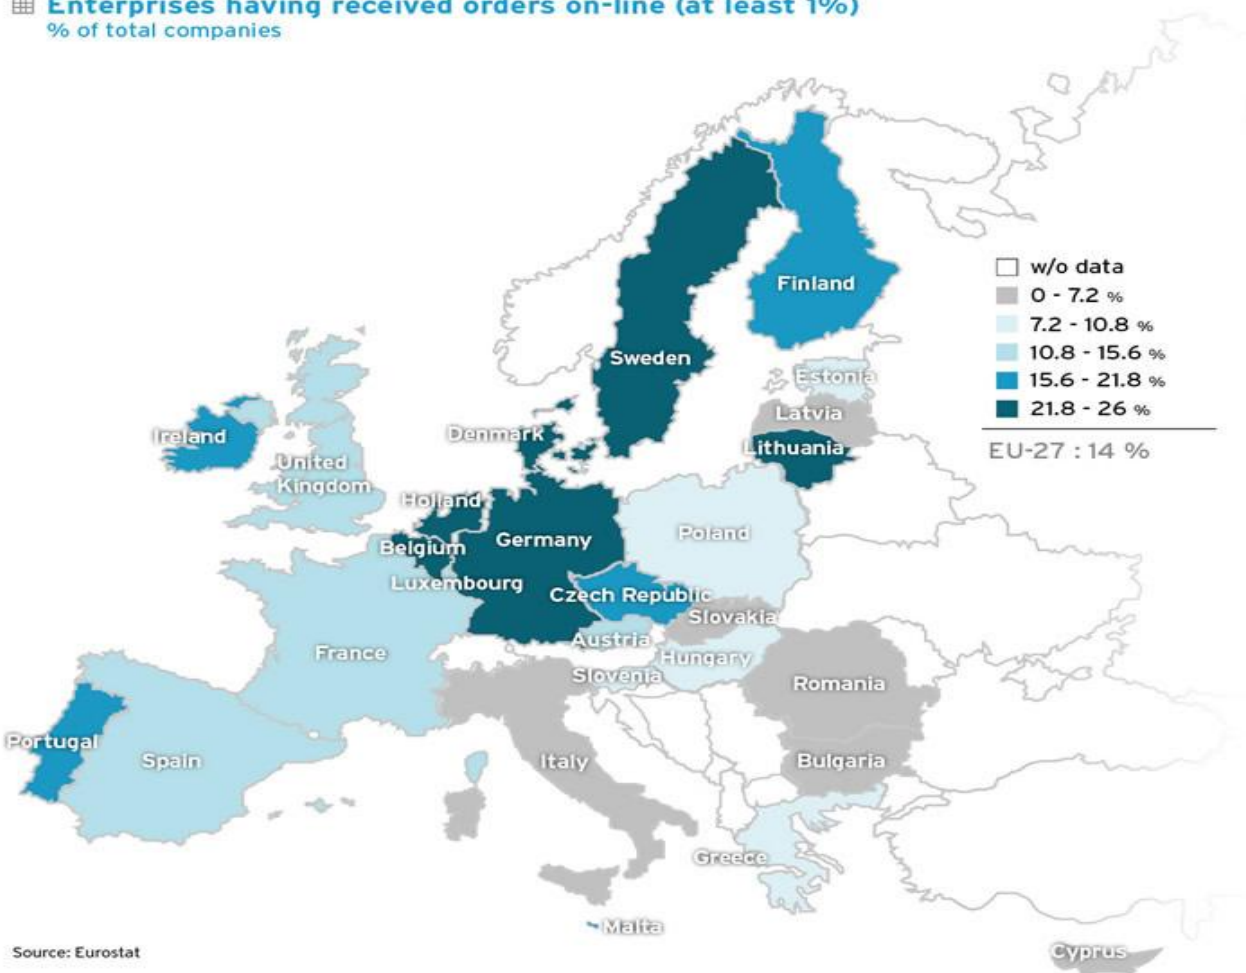 Enterprises having received orders on-line (at least 1%)
% of total companies
w/o data
0 - 7.2 %
7.2 - 10.8 %
10.8 - 15.6 %
15.6 - 21.8 %
21.8 - 26 %
EU-27 : 14 %
Finland
Sweden
Estonia
Latvia
Lithuania
Denmark
Ireland
United
Kingdom
Holland
Belgium
Germany
Poland
Luxembourg
Czech Republic
Slovakia
Austria
France
Hungary
Slovenia
Romania
Portugal
Spain
Italy
Bulgaria
Greece
Malta
Cyprus
Source: Eurostat